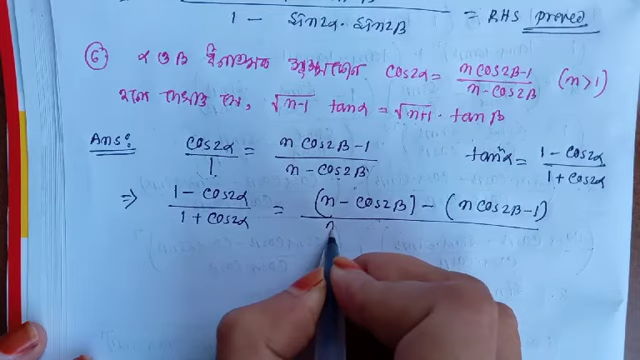 1 - sin2α. sin2β = RHS proved
6 α ও β ধনাত্মক সূক্ষ্মকোণ. cos2α = n cos2β-1 / n - cos2β (n>1)
হলে দেখাও যে, √n-1 tanα = √n+1 . tanβ
Ans: cos2α / 1 = n cos2β - 1 / n - cos2β tan²α = 1 - cos2α / 1 + cos2α
⇒ 1 - cos2α / 1 + cos2α = (n - cos2β) - (n cos2β-1) / n